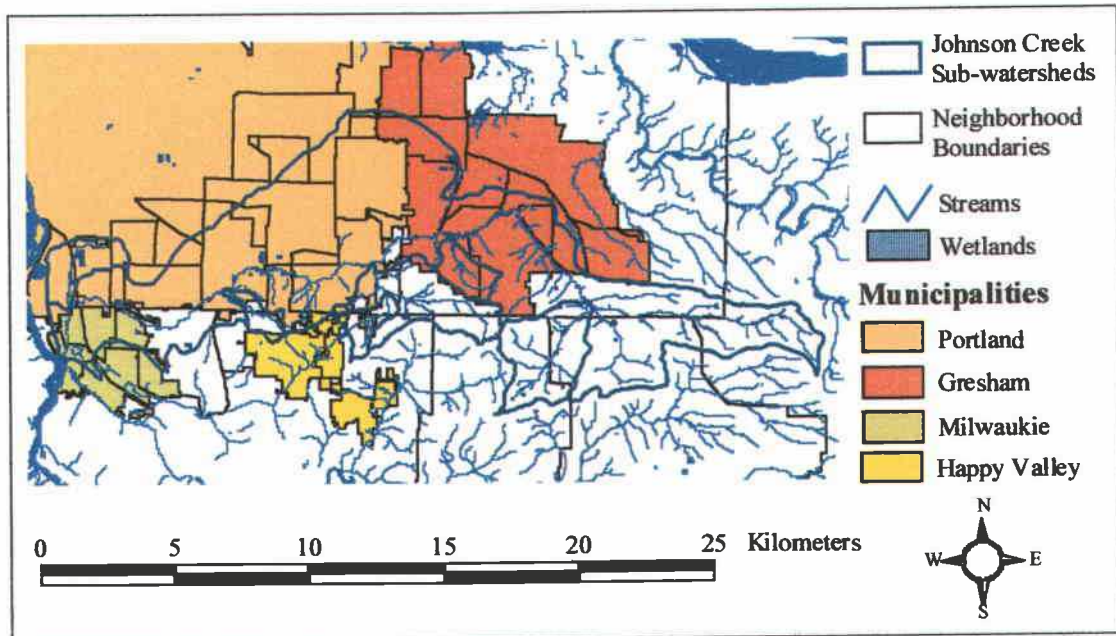 Johnson Creek
Sub-watersheds
Neighborhood
Boundaries
Streams
Wetlands
Municipalities
Portland
Gresham
Milwaukie
Happy Valley
0 5 10 15 20 25 Kilometers
N
W E
S